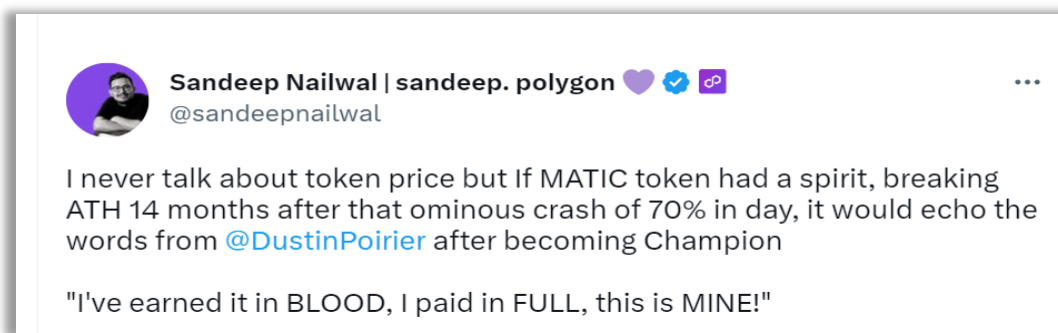 Sandeep Nailwal | sandeep. polygon 💜
@sandeepnailwal
I never talk about token price but If MATIC token had a spirit, breaking
ATH 14 months after that ominous crash of 70% in day, it would echo the
words from @DustinPoirier after becoming Champion
"I've earned it in BLOOD, I paid in FULL, this is MINE!"